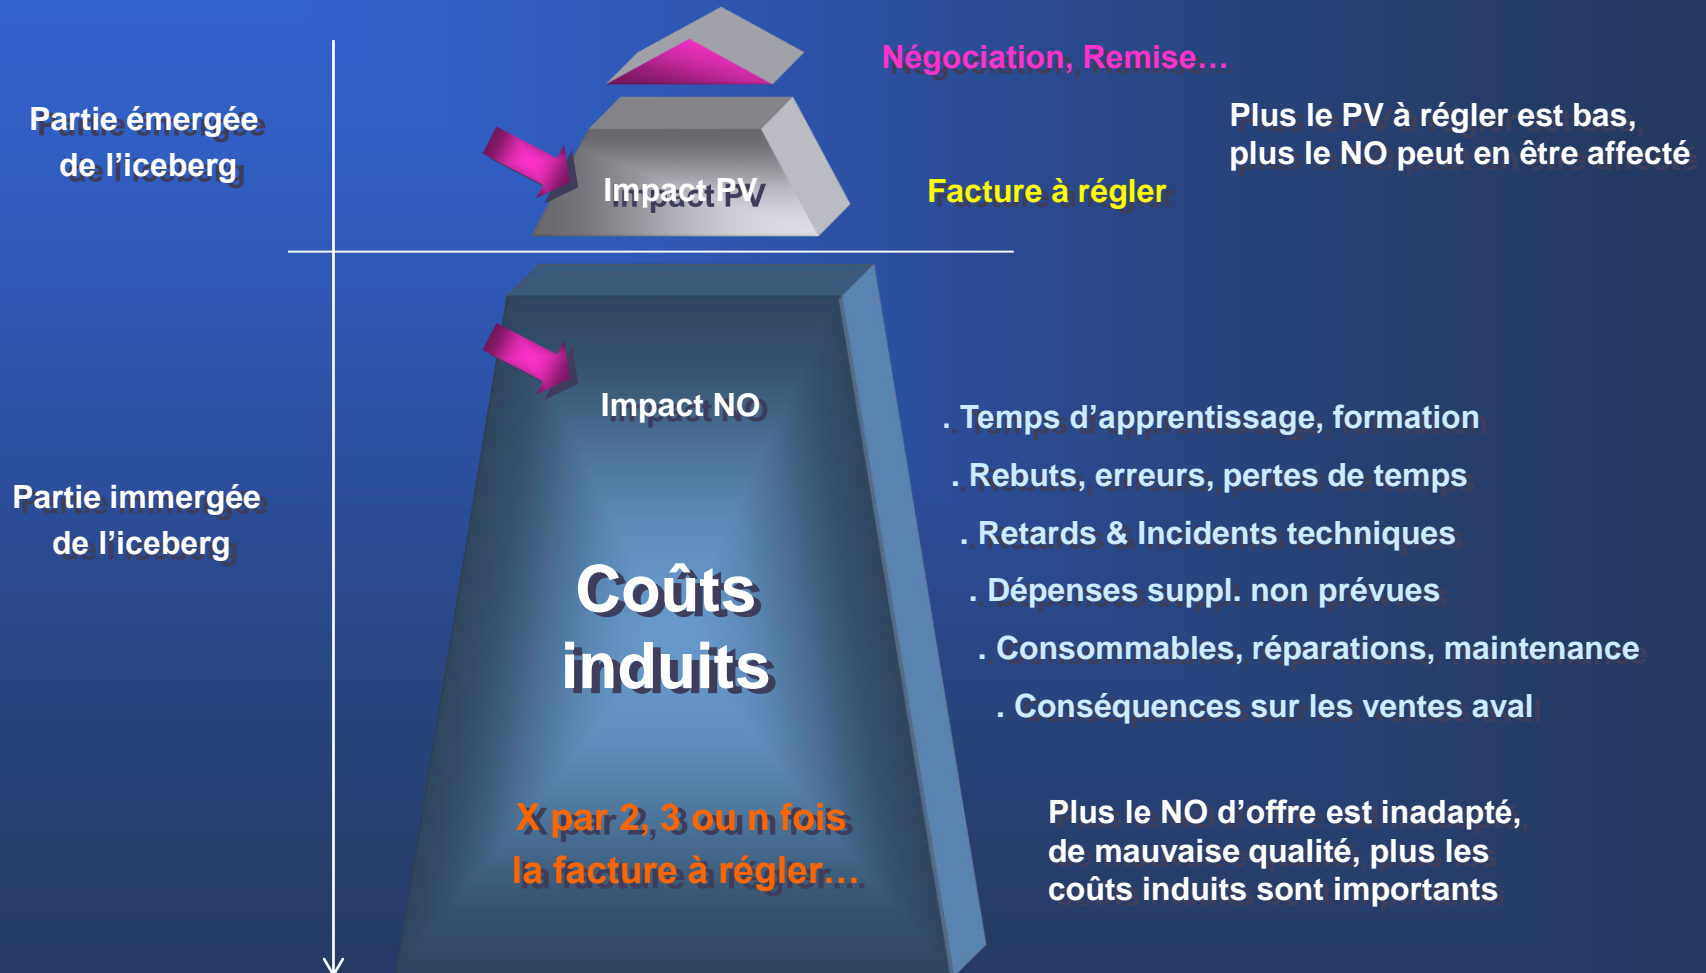 Négociation, Remise…
Partie émergée
de l’iceberg
Plus le PV à régler est bas,
plus le NO peut en être affecté
Impact PV
Facture à régler
Impact NO
. Temps d’apprentissage, formation
. Rebuts, erreurs, pertes de temps
Partie immergée
de l’iceberg
. Retards & Incidents techniques
Coûts
induits
. Dépenses suppl. non prévues
. Consommables, réparations, maintenance
. Conséquences sur les ventes aval
X par 2, 3 ou n fois
la facture à régler…
Plus le NO d’offre est inadapté,
de mauvaise qualité, plus les
coûts induits sont importants